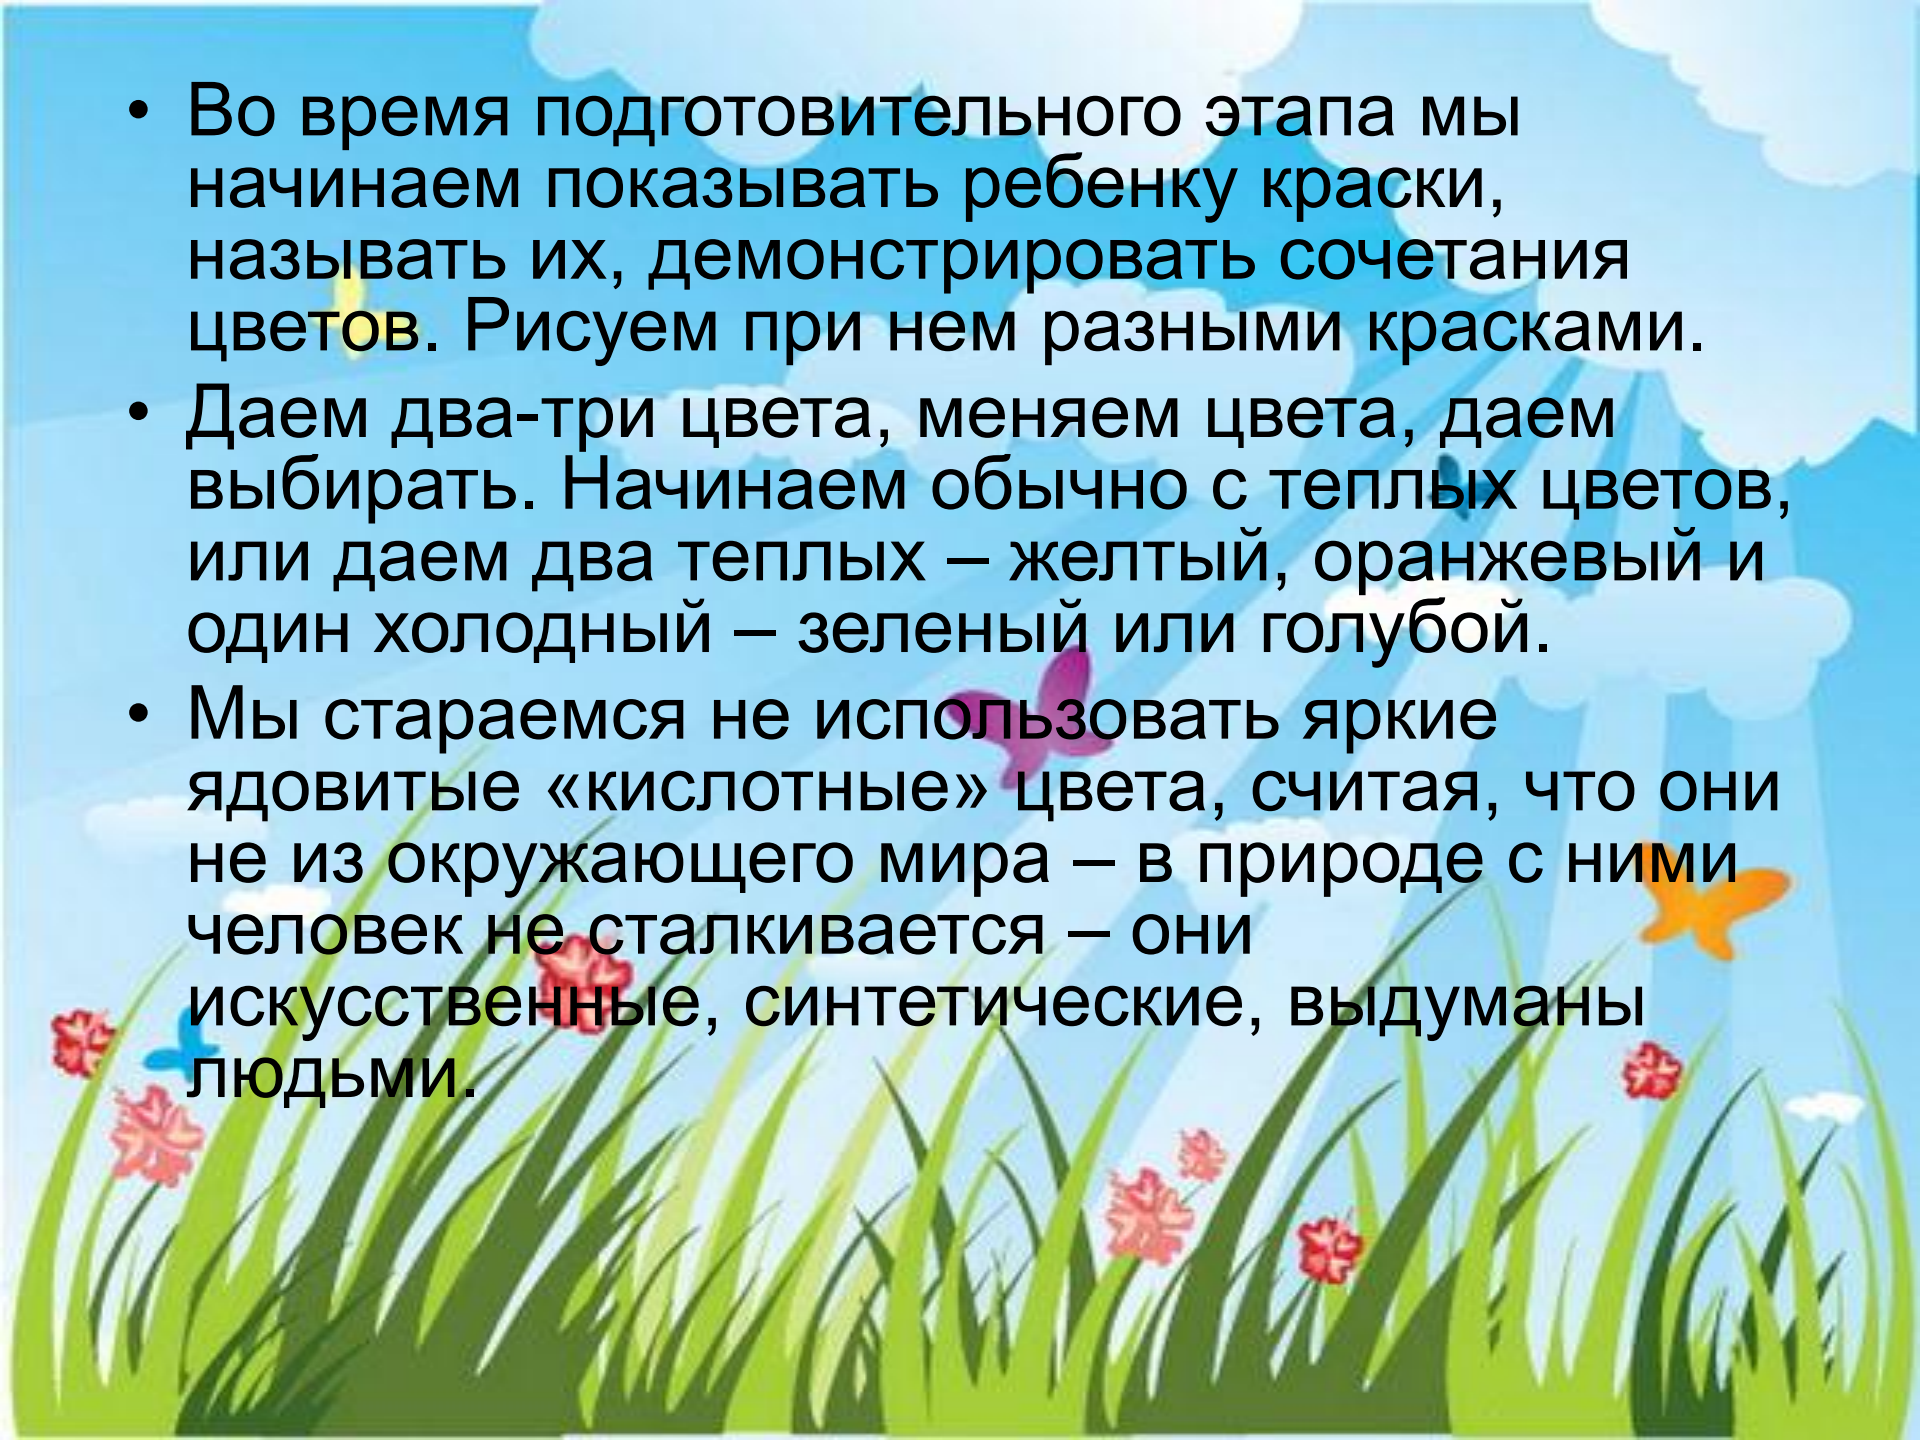 • Во время подготовительного этапа мы
начинаем показывать ребенку краски,
называть их, демонстрировать сочетания
цветов. Рисуем при нем разными красками.
• Даем два-три цвета, меняем цвета, даем
выбирать. Начинаем обычно с теплых цветов,
или даем два теплых – желтый, оранжевый и
один холодный – зеленый или голубой.
• Мы стараемся не использовать яркие
ядовитые «кислотные» цвета, считая, что они
не из окружающего мира – в природе с ними
человек не сталкивается – они
искусственные, синтетические, выдуманы
людьми.